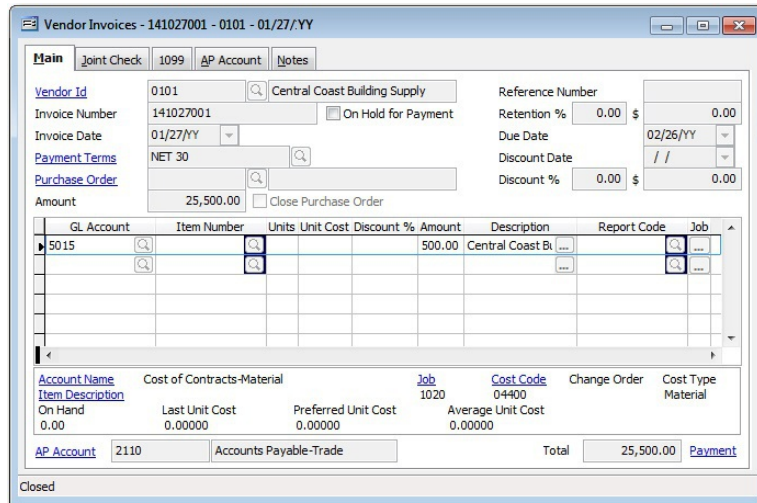 Vendor Invoices - 141027001 - 0101 - 01/27/YY
Main Joint Check 1099 AP Account Notes
Vendor Id 0101 Central Coast Building Supply Reference Number
Invoice Number 141027001 On Hold for Payment Retention % 0.00 $ 0.00
Invoice Date 01/27/YY Due Date 02/26/YY
Payment Terms NET 30 Discount Date / /
Purchase Order Discount % 0.00 $ 0.00
Amount 25,500.00 Close Purchase Order
GL Account Item Number Units Unit Cost Discount % Amount Description Report Code Job
5015 500.00 Central Coast Bu ...
...
Account Name Cost of Contracts-Material Job Cost Code Change Order Cost Type
Item Description 1020 04400 Material
On Hand Last Unit Cost Preferred Unit Cost Average Unit Cost
0.00 0.00000 0.00000 0.00000
AP Account 2110 Accounts Payable-Trade Total 25,500.00 Payment
Closed